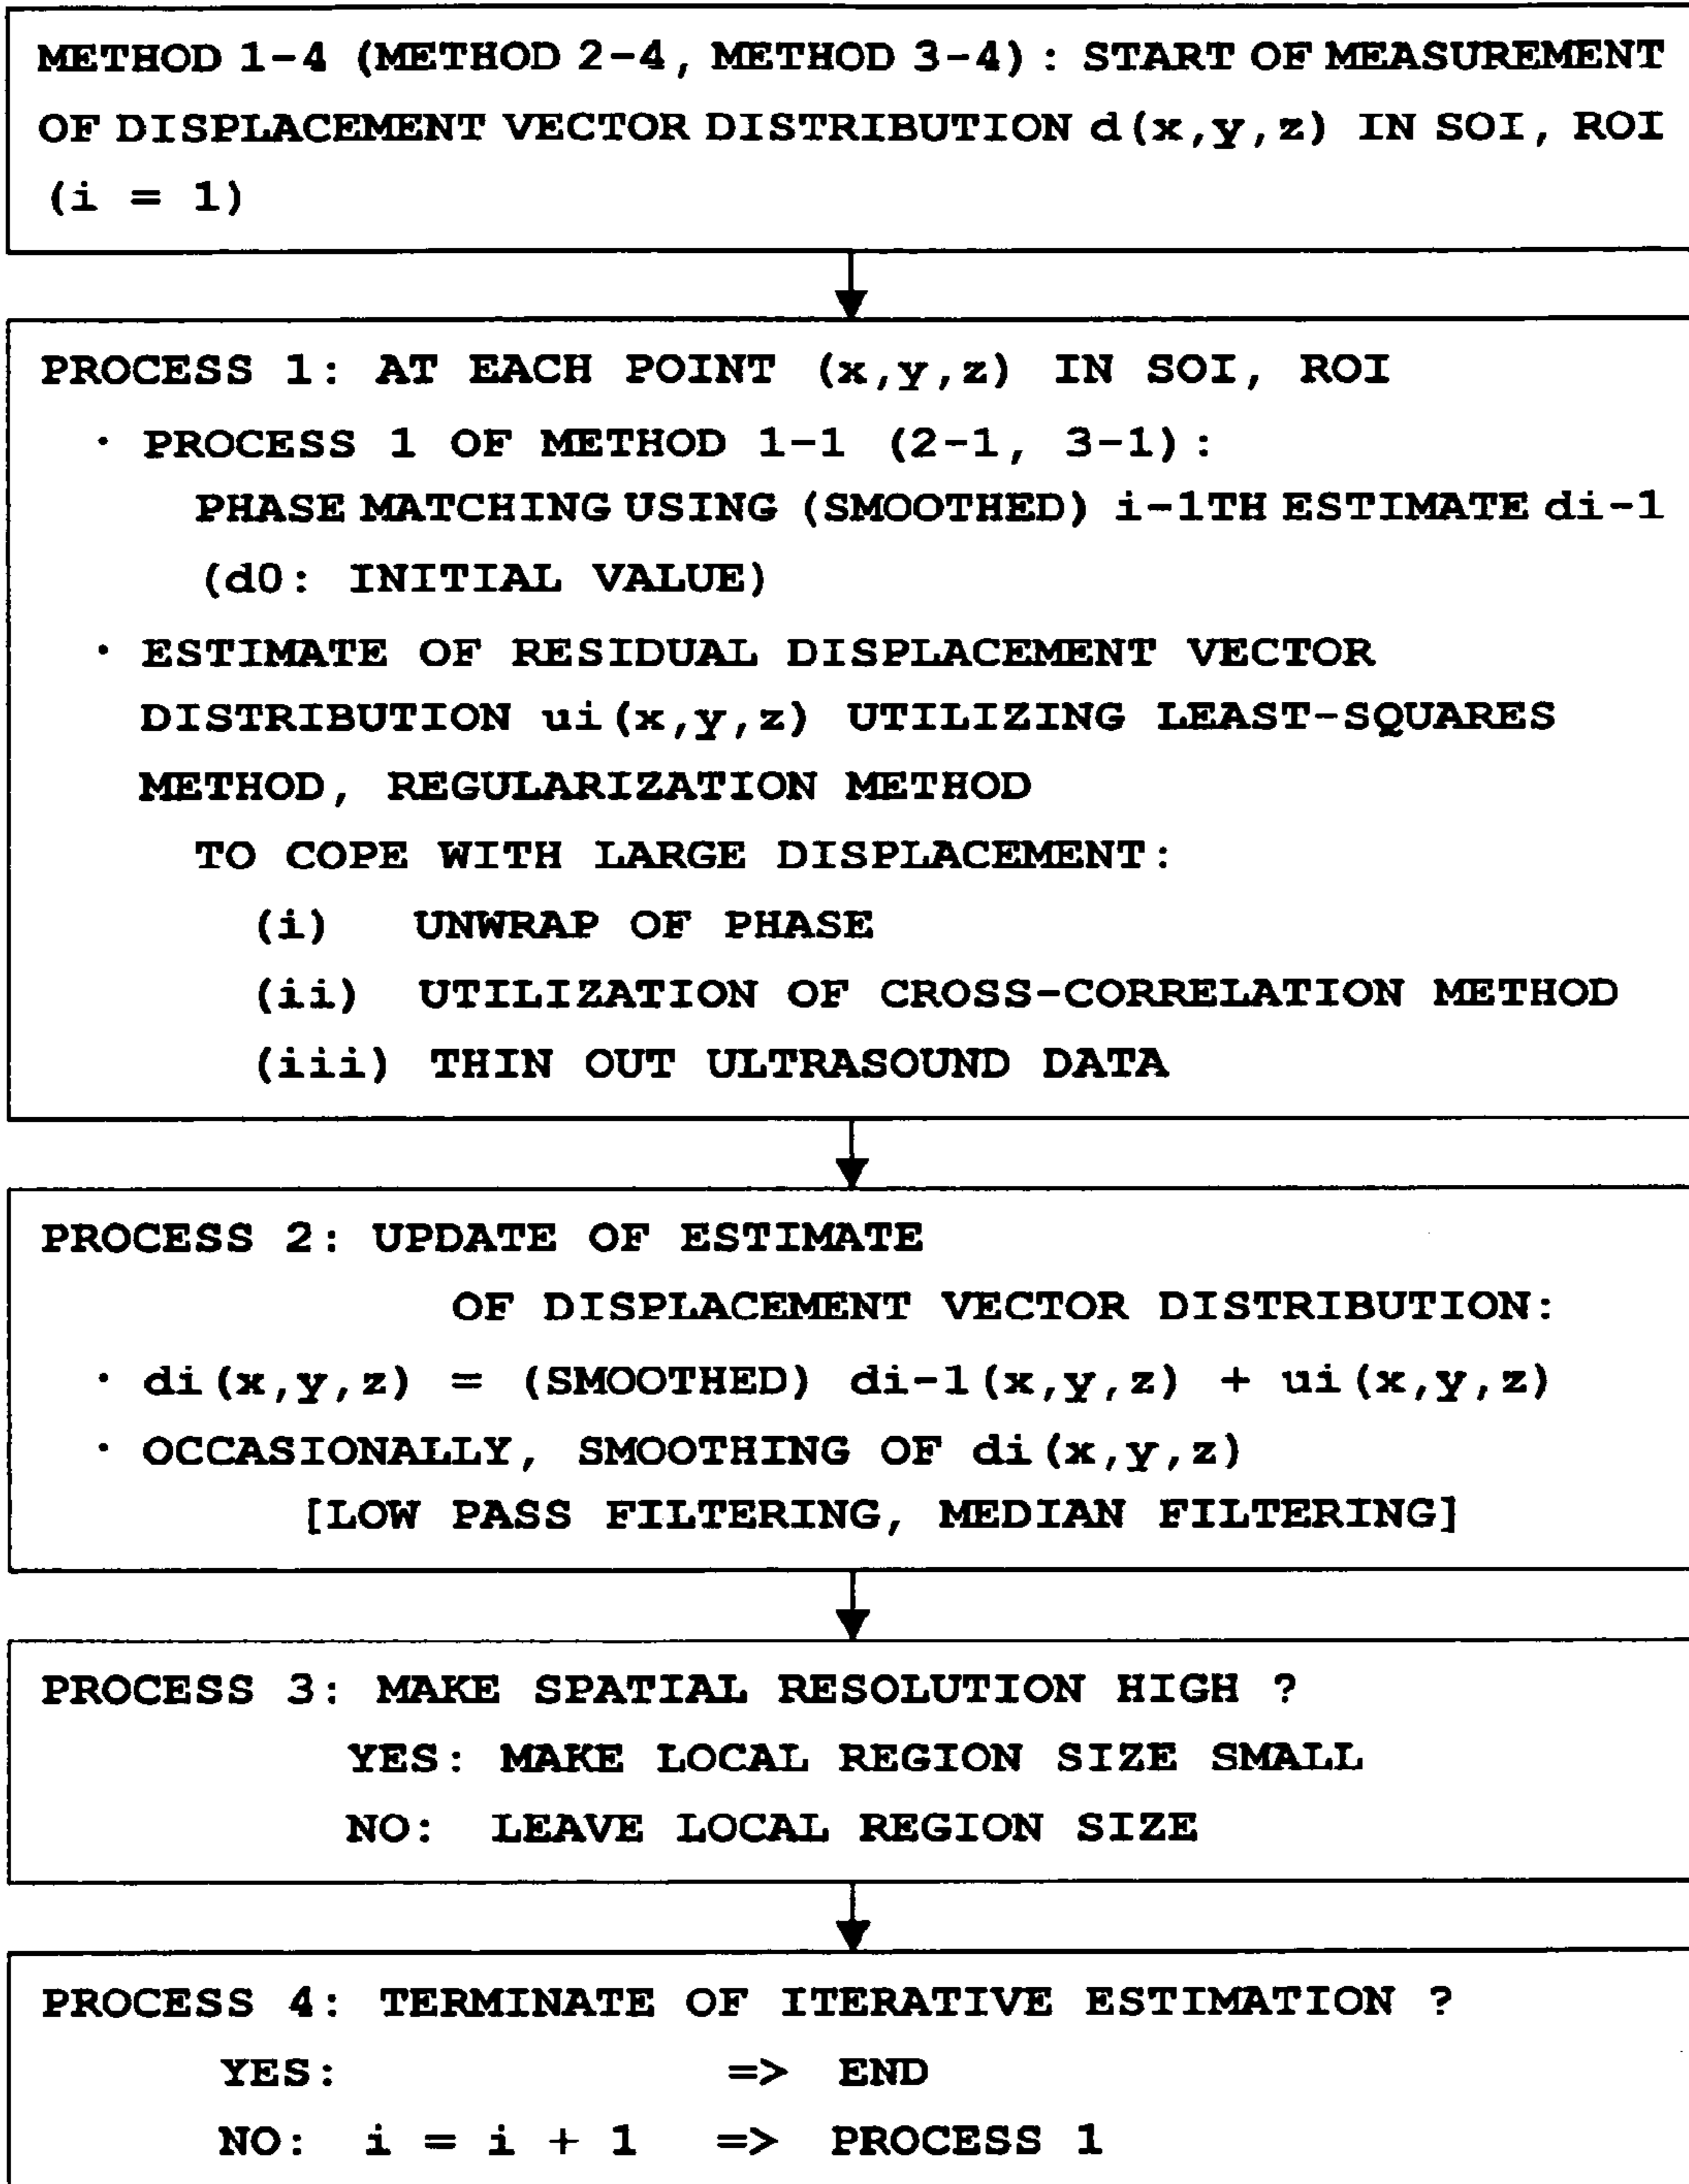 METHOD 1-4 (METHOD 2-4, METHOD 3-4) : START OF MEASUREMENT
OF DISPLACEMENT VECTOR DISTRIBUTION d(x,y,z) IN SOI, ROI
(i = 1)
PROCESS 1: AT EACH POINT (x,y,z) IN SOI, ROI
· PROCESS 1 OF METHOD 1-1 (2-1, 3-1) :
PHASE MATCHING USING (SMOOTHED) i-1TH ESTIMATE di-1
(d0: INITIAL VALUE)
· ESTIMATE OF RESIDUAL DISPLACEMENT VECTOR
DISTRIBUTION ui(x,y,z) UTILIZING LEAST-SQUARES
METHOD, REGULARIZATION METHOD
TO COPE WITH LARGE DISPLACEMENT:
(i) UNWRAP OF PHASE
(ii) UTILIZATION OF CROSS-CORRELATION METHOD
(iii) THIN OUT ULTRASOUND DATA
PROCESS 2: UPDATE OF ESTIMATE
OF DISPLACEMENT VECTOR DISTRIBUTION:
· di(x,y,z) = (SMOOTHED) di-1(x,y,z) + ui(x,y,z)
· OCCASIONALLY, SMOOTHING OF di(x,y,z)
[LOW PASS FILTERING, MEDIAN FILTERING]
PROCESS 3: MAKE SPATIAL RESOLUTION HIGH ?
YES: MAKE LOCAL REGION SIZE SMALL
NO: LEAVE LOCAL REGION SIZE
PROCESS 4: TERMINATE OF ITERATIVE ESTIMATION ?
YES: => END
NO: i = i + 1 => PROCESS 1